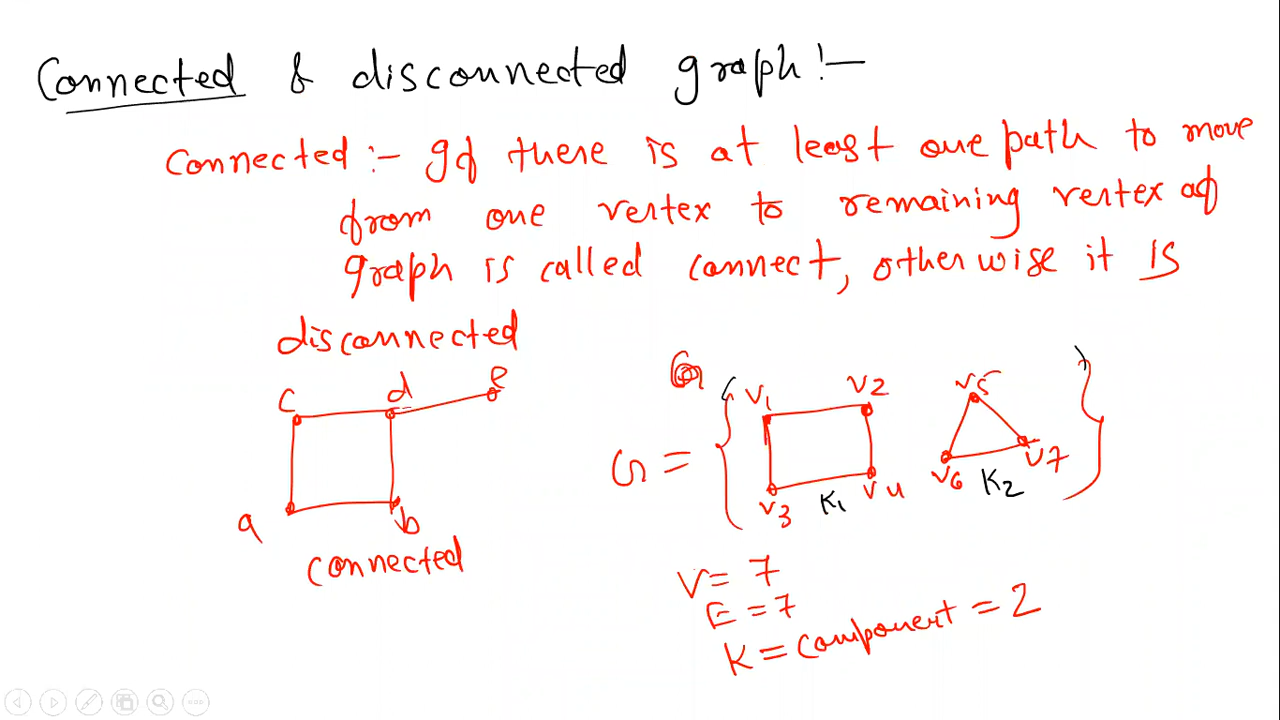 Connected & disconnected graph :-
connected :- If there is at least one path to move
from one vertex to remaining vertex of
graph is called connect, otherwise it is
disconnected
c d e
a b
connected
G
G = { v1 v2 v5
v3 v4 v6 v7 }
K1 K2
V = 7
E = 7
K = component = 2